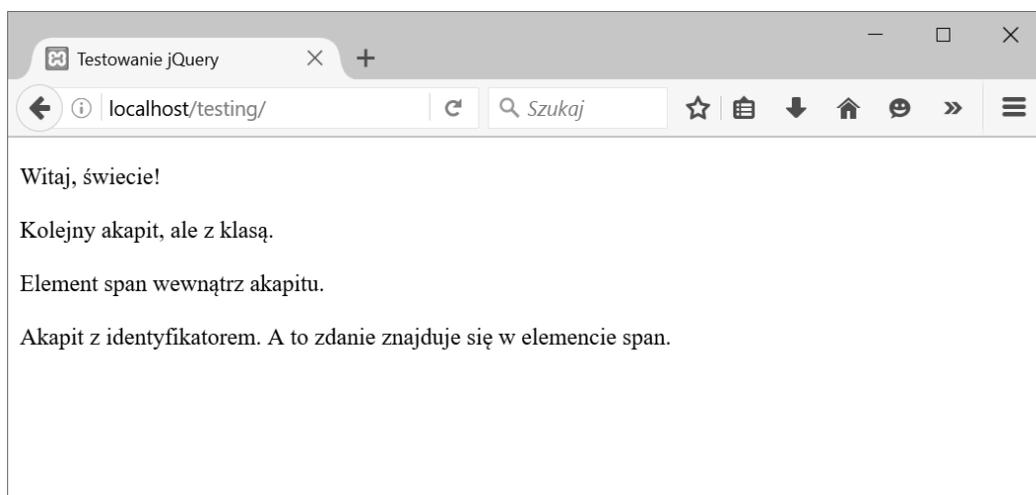 Testowanie jQuery
localhost/testing/
Szukaj
Witaj, świecie!
Kolejny akapit, ale z klasą.
Element span wewnątrz akapitu.
Akapit z identyfikatorem. A to zdanie znajduje się w elemencie span.